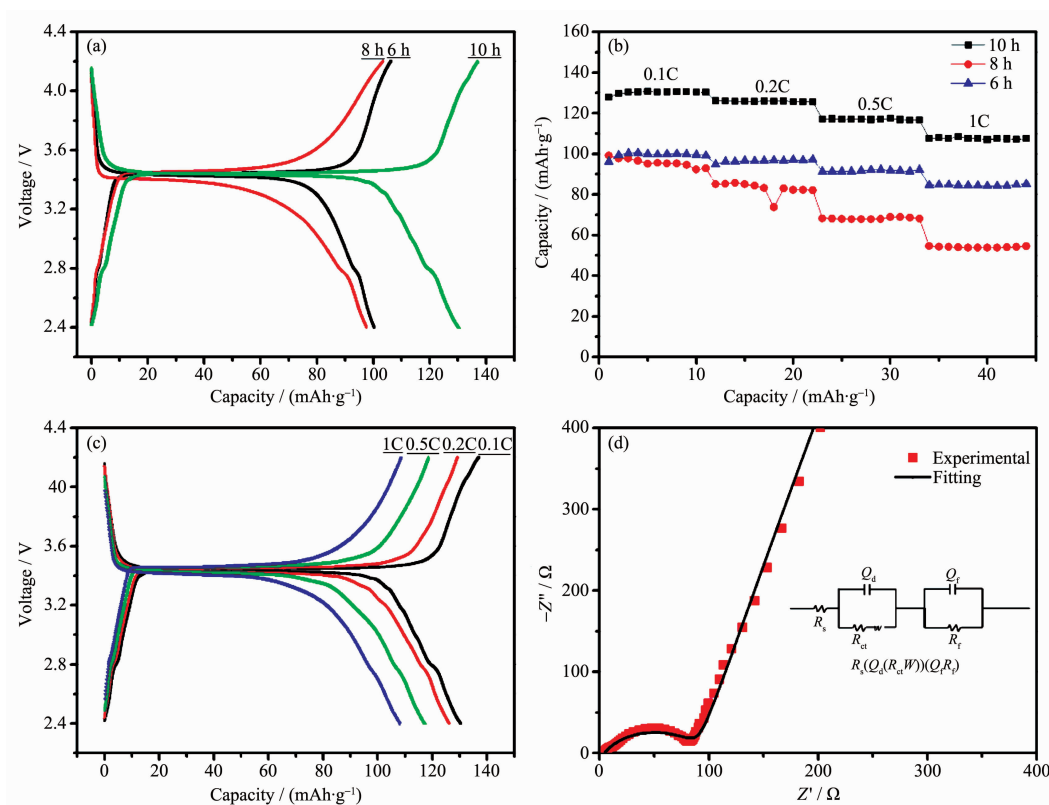 (a)
8 h 6 h
10 h
4.4
4.0
3.6
3.2
2.8
2.4
Voltage / V
0 20 40 60 80 100 120 140
Capacity / (mAh·g⁻¹)
(b)
10 h
8 h
6 h
0.1C
0.2C
0.5C
1C
160
140
120
100
80
60
40
20
0
Capacity / (mAh·g⁻¹)
0 10 20 30 40
Capacity / (mAh·g⁻¹)
(c)
1C 0.5C 0.2C 0.1C
4.4
40
40
3.6
3.2
2.8
2.4
Voltage / V
0 20 40 60 80 100 120 140
Capacity / (mAh·g⁻¹)
(d)
Experimental
Fitting
400
300
200
100
0
−Z″ / Ω
Q_d
Q_f
R_s
R_ct
w
R_f
R_s(Q_d(R_ctW))(Q_fR_f)
0 100 200 300 400
Z′ / Ω